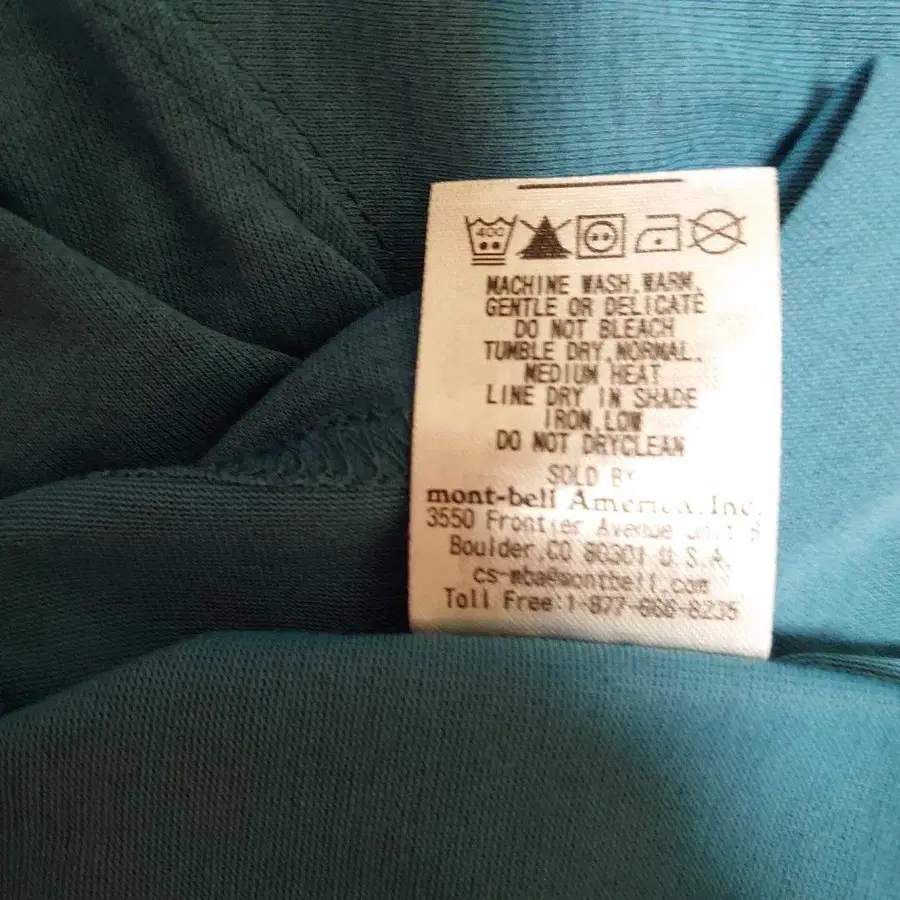 400
MACHINE WASH,WARM,
GENTLE OR DELICATE
DO NOT BLEACH
TUMBLE DRY,NORMAL,
MEDIUM HEAT
LINE DRY IN SHADE
IRON,LOW
DO NOT DRYCLEAN
SOLD BY
mont-bell America,Inc.
3550 Frontier Avenue
Boulder,CO 80301 U.S.A.
cs-mba@montbell.com
Toll Free:1-877-666-8235